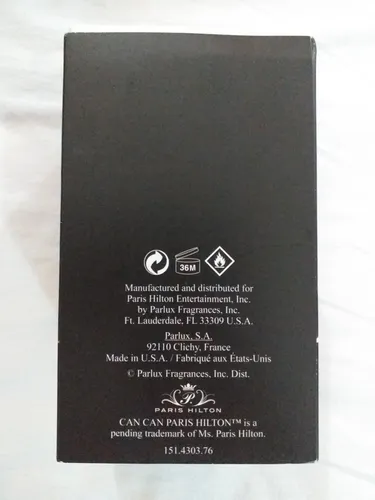 36M
Manufactured and distributed for
Paris Hilton Entertainment, Inc.
by Parlux Fragrances, Inc.
Ft. Lauderdale, FL 33309 U.S.A.
Parlux, S.A.
92110 Clichy, France
Made in U.S.A. / Fabriqué aux États-Unis
© Parlux Fragrances, Inc. Dist.
P
PARIS HILTON
CAN CAN PARIS HILTON™ is a
pending trademark of Ms. Paris Hilton.
151.4303.76